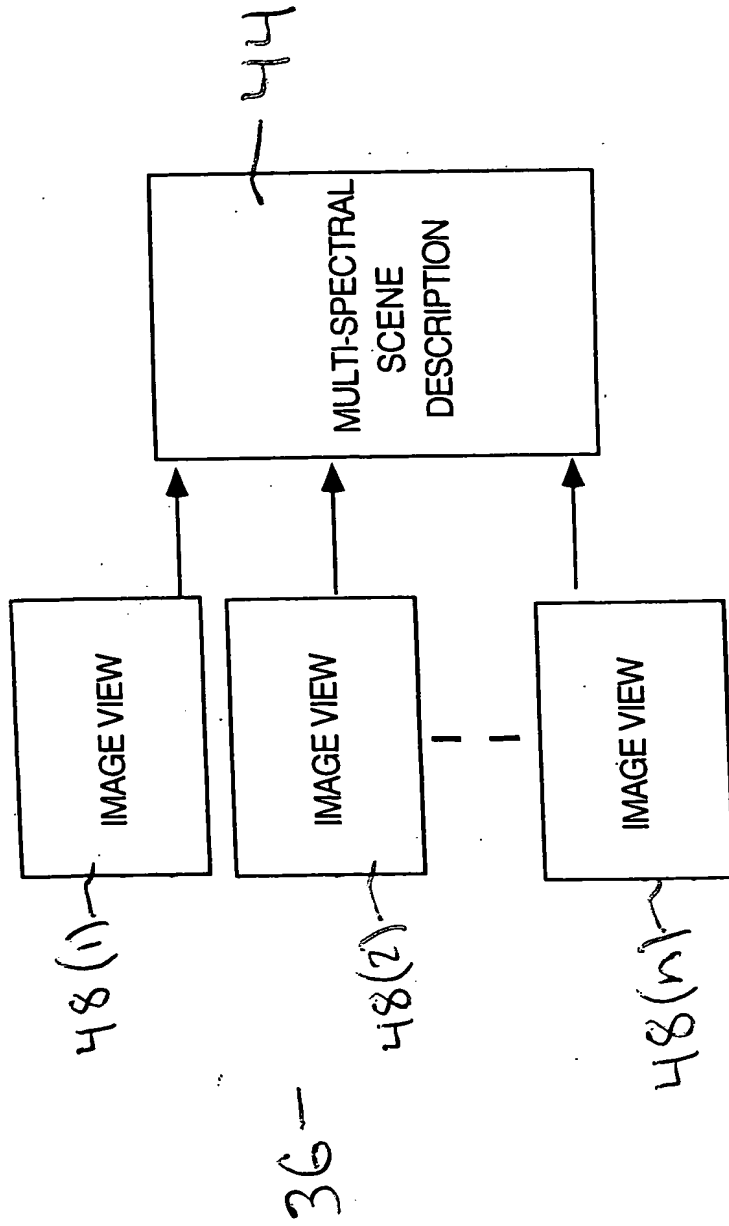 36
48(1)
IMAGE VIEW
48(2)
IMAGE VIEW
48(n)
IMAGE VIEW
MULTI-SPECTRAL
SCENE
DESCRIPTION
44